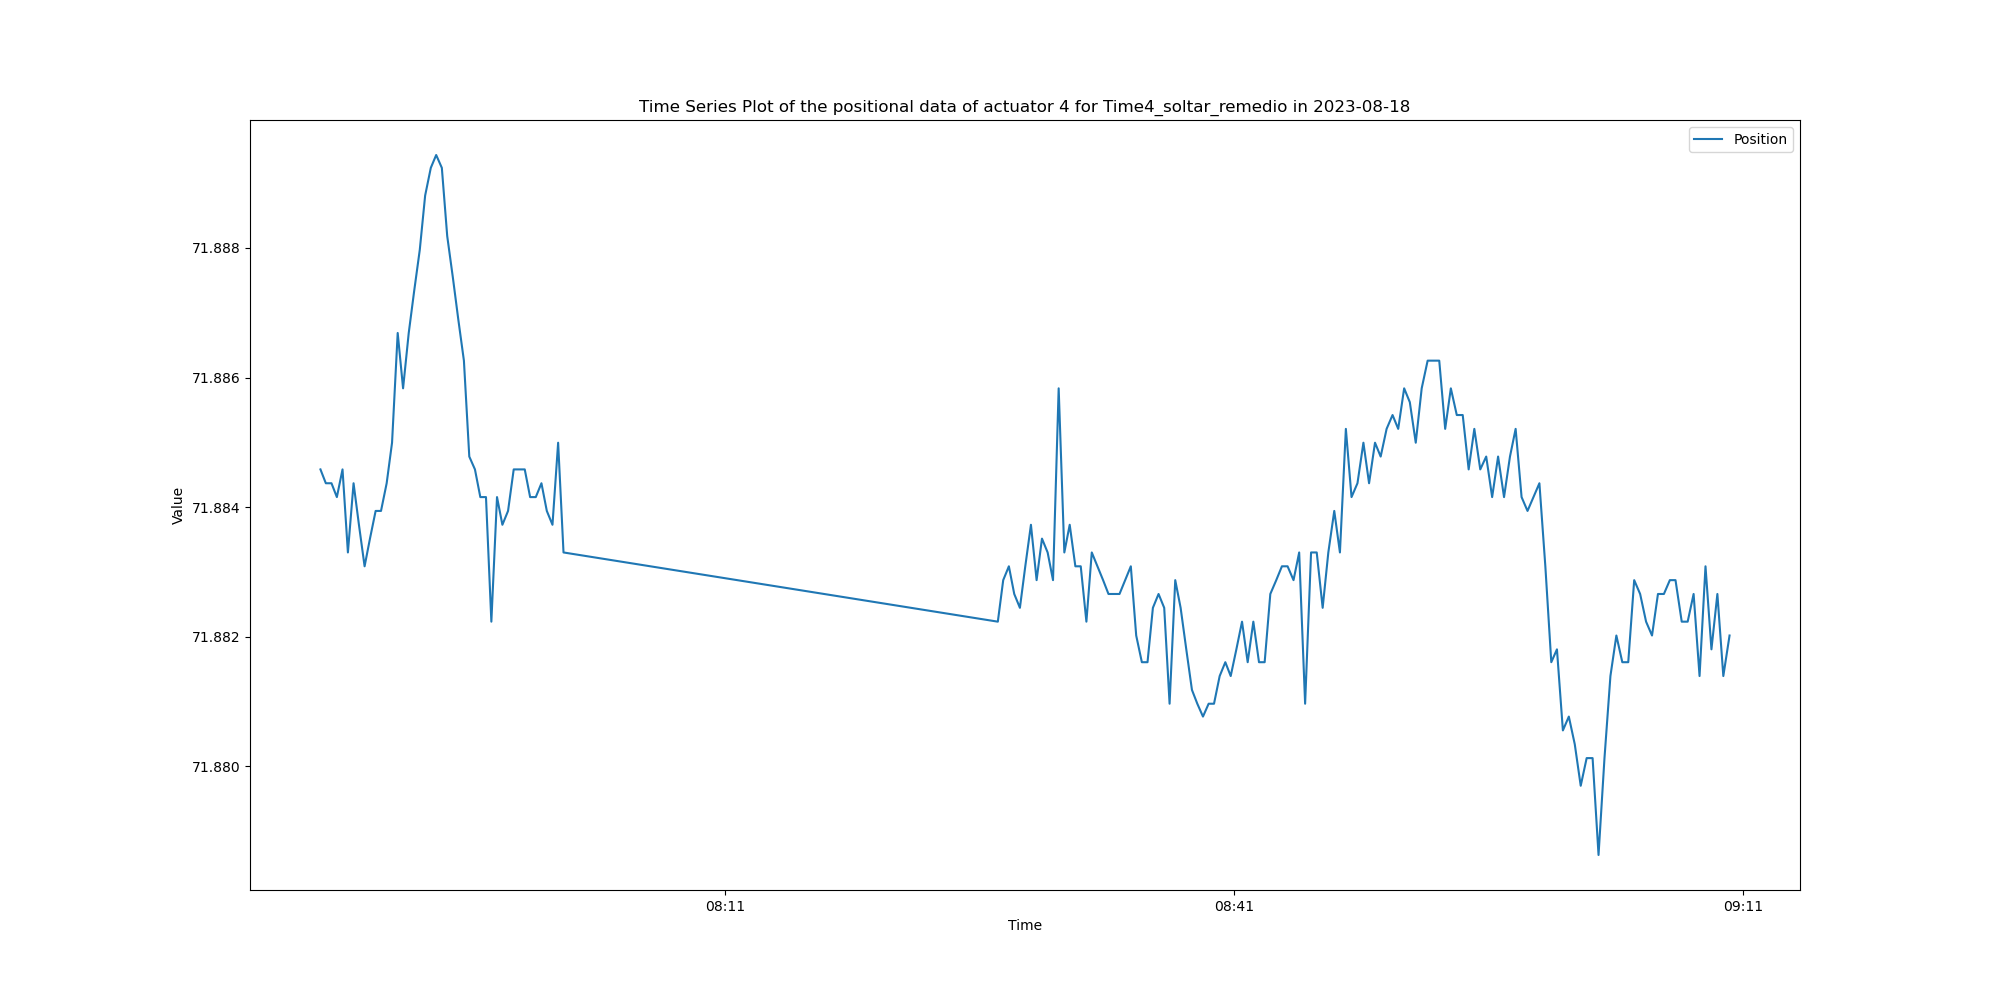 Time Series Plot of the positional data of actuator 4 for Time4_soltar_remedio in 2023-08-18
Position
71.888
71.886
71.884
71.882
71.880
Value
08:11
08:41
09:11
Time